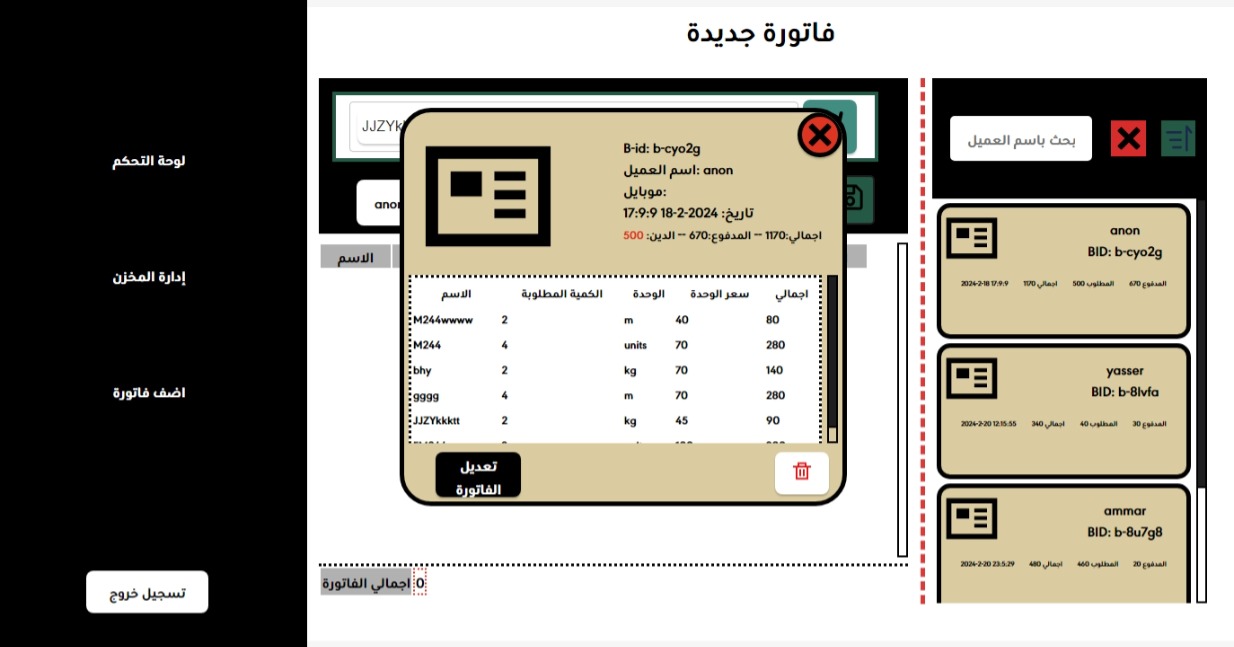 فاتورة جديدة
لوحة التحكم
إدارة المخزن
اضف فاتورة
تسجيل خروج
بحث باسم العميل
anon
BID: b-cyo2g
المدفوع 670 المطلوب 500 اجمالي 1170 2024-2-18 17:9:9
yasser
BID: b-8lvfa
المدفوع 30 المطلوب 40 اجمالي 340 2024-2-20 12:15:55
ammar
BID: b-8u7g8
المدفوع 20 المطلوب 460 اجمالي 480 2024-2-20 23:5:29
B-id: b-cyo2g
اسم العميل: anon
موبايل:
تاريخ: 2024-2-18 17:9:9
اجمالي:1170 -- المدفوع:670 -- الدين: 500
الاسم الكمية المطلوبة الوحدة سعر الوحدة اجمالي
M244wwww 2 m 40 80
M244 4 units 70 280
bhy 2 kg 70 140
gggg 4 m 70 280
JJZYkkktt 2 kg 45 90
تعديل
الفاتورة
الاسم
اجمالي الفاتورة 0